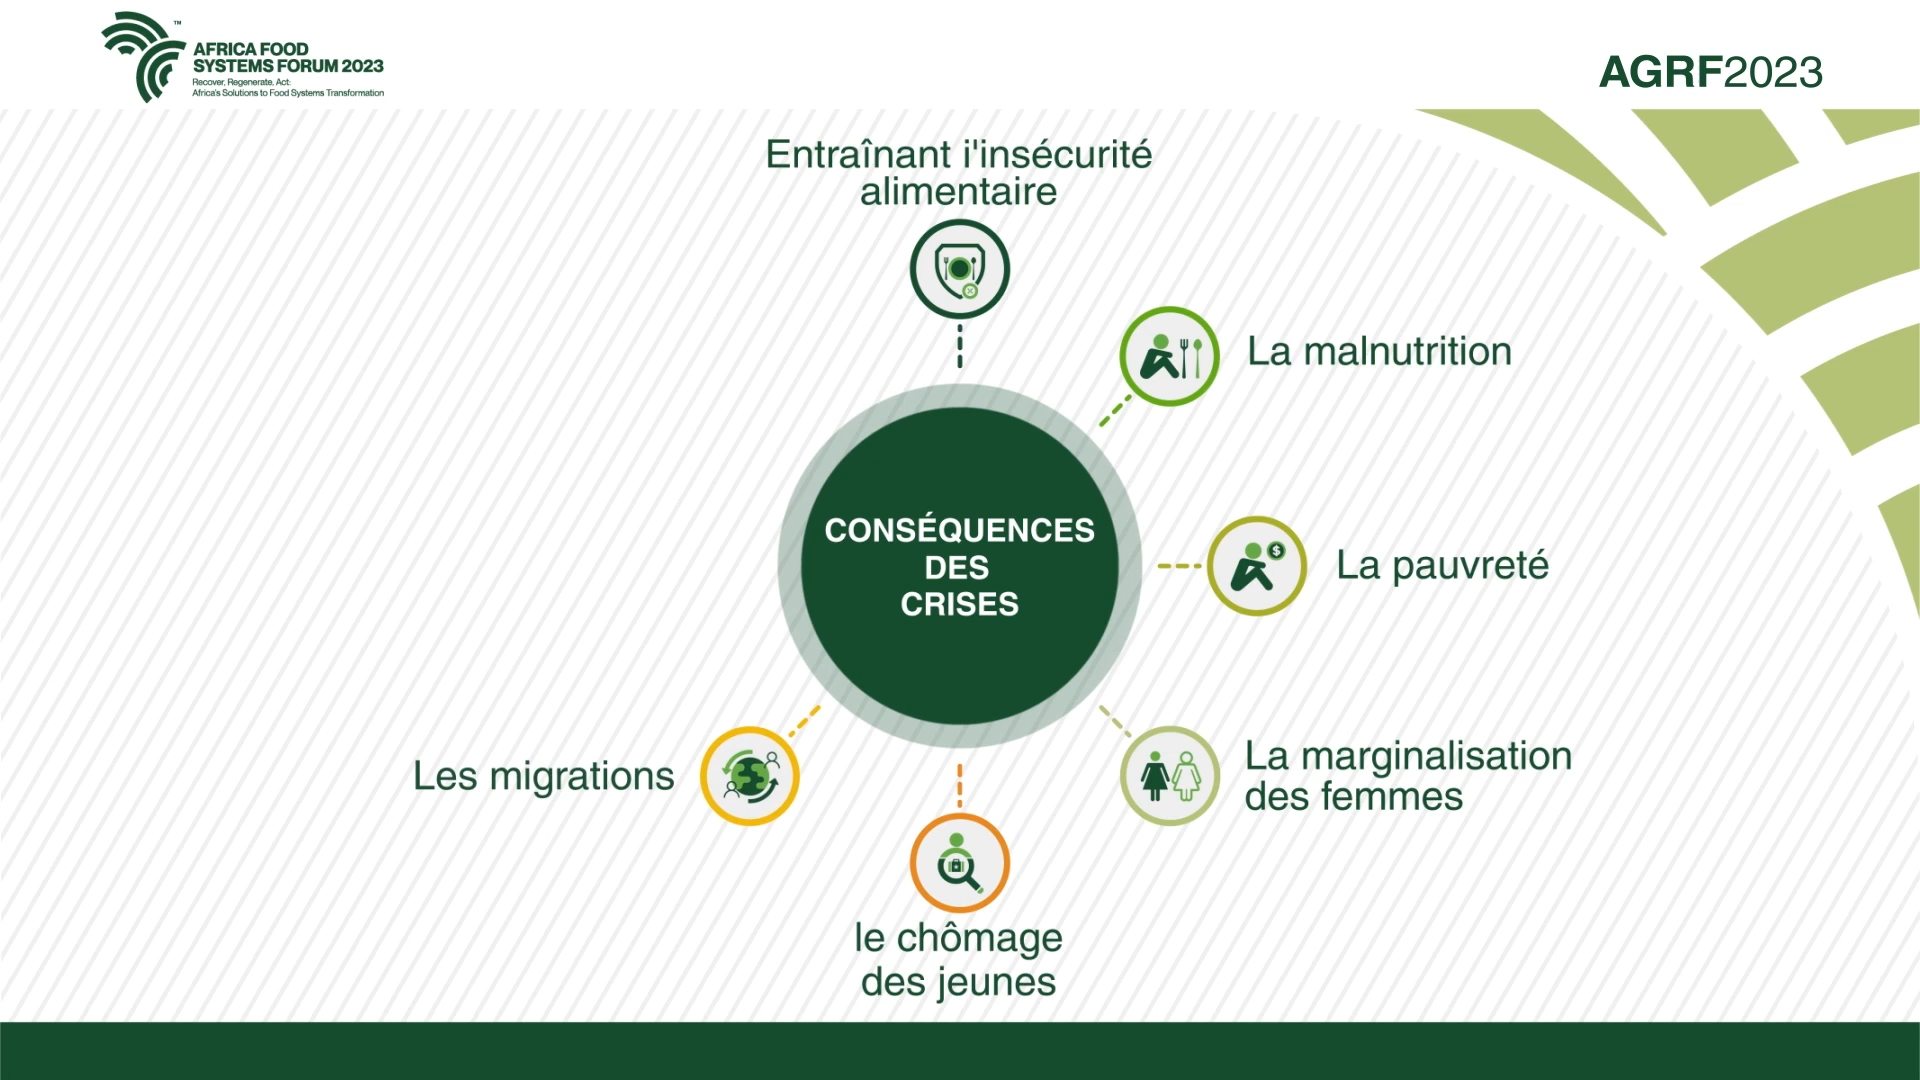 AFRICA FOOD
SYSTEMS FORUM 2023
Recover, Regenerate, Act:
Africa's Solutions to Food Systems Transformation
TM
AGRF2023
Entraînant i'insécurité
alimentaire
La malnutrition
CONSÉQUENCES
DES
CRISES
$
La pauvreté
Les migrations
La marginalisation
des femmes
le chômage
des jeunes